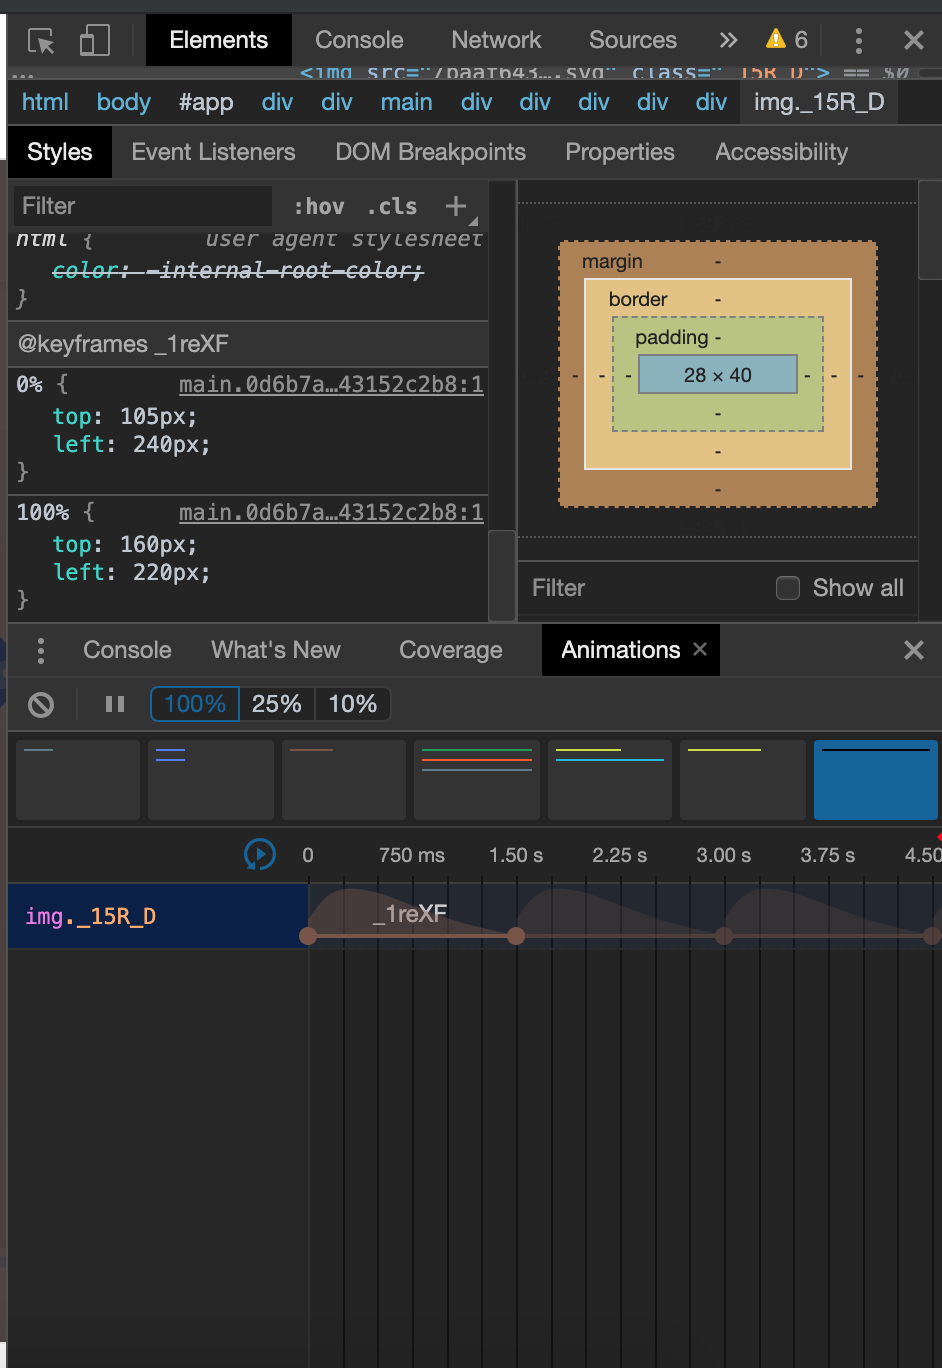 Elements Console Network Sources » 6
… <img src="/baaf643….svg" class="_15R_D"> == $0
html body #app div div main div div div div div img._15R_D
Styles Event Listeners DOM Breakpoints Properties Accessibility
Filter :hov .cls +
html { user agent stylesheet
color: -internal-root-color;
}
@keyframes _1reXF
0% { main.0d6b7a…43152c2b8:1
top: 105px;
left: 240px;
}
100% { main.0d6b7a…43152c2b8:1
top: 160px;
left: 220px;
}
margin -
border -
padding -
- - - 28 × 40 - - -
-
-
-
Filter Show all
Console What's New Coverage Animations ×
100% 25% 10%
0 750 ms 1.50 s 2.25 s 3.00 s 3.75 s 4.50
img._15R_D _1reXF